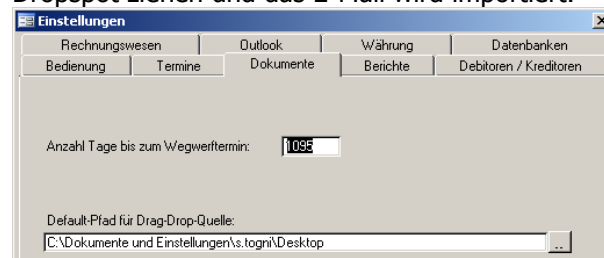 Dropspot ziehen und das E-Mail wird importiert.
Einstellungen
Rechnungswesen Outlook Währung Datenbanken
Bedienung Termine Dokumente Berichte Debitoren / Kreditoren
Anzahl Tage bis zum Wegwerftermin: 1095
Default-Pfad für Drag-Drop-Quelle:
C:\Dokumente und Einstellungen\s.togni\Desktop ..